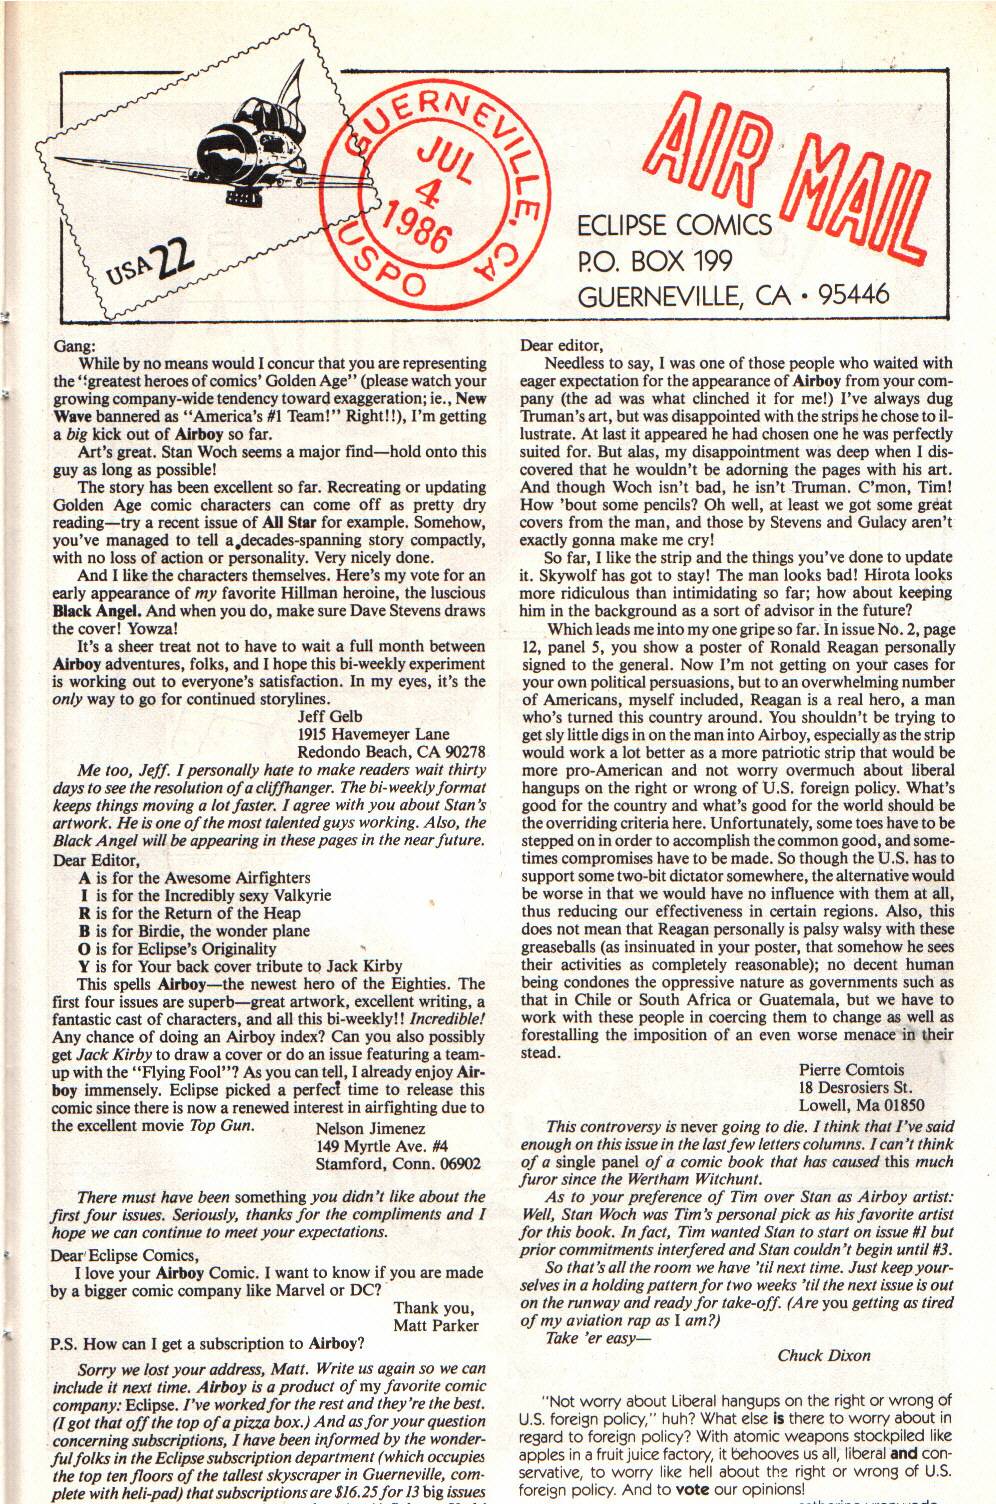 GUERNEVILLE, CA
USPO
JUL
4
1986
USA 22
AIR MAIL
ECLIPSE COMICS
P.O. BOX 199
GUERNEVILLE, CA • 95446
Gang:
While by no means would I concur that you are representing
the "greatest heroes of comics' Golden Age" (please watch your
growing company-wide tendency toward exaggeration; ie., New
Wave bannered as "America's #1 Team!" Right!!), I'm getting
a big kick out of Airboy so far.
Art's great. Stan Woch seems a major find—hold onto this
guy as long as possible!
The story has been excellent so far. Recreating or updating
Golden Age comic characters can come off as pretty dry
reading—try a recent issue of All Star for example. Somehow,
you've managed to tell a decades-spanning story compactly,
with no loss of action or personality. Very nicely done.
And I like the characters themselves. Here's my vote for an
early appearance of my favorite Hillman heroine, the luscious
Black Angel. And when you do, make sure Dave Stevens draws
the cover! Yowza!
It's a sheer treat not to have to wait a full month between
Airboy adventures, folks, and I hope this bi-weekly experiment
is working out to everyone's satisfaction. In my eyes, it's the
only way to go for continued storylines.
Jeff Gelb
1915 Havemeyer Lane
Redondo Beach, CA 90278
Me too, Jeff. I personally hate to make readers wait thirty
days to see the resolution of a cliffhanger. The bi-weekly format
keeps things moving a lot faster. I agree with you about Stan's
artwork. He is one of the most talented guys working. Also, the
Black Angel will be appearing in these pages in the near future.
Dear Editor,
A is for the Awesome Airfighters
I is for the Incredibly sexy Valkyrie
R is for the Return of the Heap
B is for Birdie, the wonder plane
O is for Eclipse's Originality
Y is for Your back cover tribute to Jack Kirby
This spells Airboy—the newest hero of the Eighties. The
first four issues are superb—great artwork, excellent writing, a
fantastic cast of characters, and all this bi-weekly!! Incredible!
Any chance of doing an Airboy index? Can you also possibly
get Jack Kirby to draw a cover or do an issue featuring a team-
up with the "Flying Fool"? As you can tell, I already enjoy Air-
boy immensely. Eclipse picked a perfect time to release this
comic since there is now a renewed interest in airfighting due to
the excellent movie Top Gun.
Nelson Jimenez
149 Myrtle Ave. #4
Stamford, Conn. 06902
There must have been something you didn't like about the
first four issues. Seriously, thanks for the compliments and I
hope we can continue to meet your expectations.
Dear Eclipse Comics,
I love your Airboy Comic. I want to know if you are made
by a bigger comic company like Marvel or DC?
Thank you,
Matt Parker
P.S. How can I get a subscription to Airboy?
Sorry we lost your address, Matt. Write us again so we can
include it next time. Airboy is a product of my favorite comic
company: Eclipse. I've worked for the rest and they're the best.
(I got that off the top of a pizza box.) And as for your question
concerning subscriptions, I have been informed by the wonder-
ful folks in the Eclipse subscription department (which occupies
the top ten floors of the tallest skyscraper in Guerneville, com-
plete with heli-pad) that subscriptions are $16.25 for 13 big issues
Dear editor,
Needless to say, I was one of those people who waited with
eager expectation for the appearance of Airboy from your com-
pany (the ad was what clinched it for me!) I've always dug
Truman's art, but was disappointed with the strips he chose to il-
lustrate. At last it appeared he had chosen one he was perfectly
suited for. But alas, my disappointment was deep when I dis-
covered that he wouldn't be adorning the pages with his art.
And though Woch isn't bad, he isn't Truman. C'mon, Tim!
How 'bout some pencils? Oh well, at least we got some great
covers from the man, and those by Stevens and Gulacy aren't
exactly gonna make me cry!
So far, I like the strip and the things you've done to update
it. Skywolf has got to stay! The man looks bad! Hirota looks
more ridiculous than intimidating so far; how about keeping
him in the background as a sort of advisor in the future?
Which leads me into my one gripe so far. In issue No. 2, page
12, panel 5, you show a poster of Ronald Reagan personally
signed to the general. Now I'm not getting on your cases for
your own political persuasions, but to an overwhelming number
of Americans, myself included, Reagan is a real hero, a man
who's turned this country around. You shouldn't be trying to
get sly little digs in on the man into Airboy, especially as the strip
would work a lot better as a more patriotic strip that would be
more pro-American and not worry overmuch about liberal
hangups on the right or wrong of U.S. foreign policy. What's
good for the country and what's good for the world should be
the overriding criteria here. Unfortunately, some toes have to be
stepped on in order to accomplish the common good, and some-
times compromises have to be made. So though the U.S. has to
support some two-bit dictator somewhere, the alternative would
be worse in that we would have no influence with them at all,
thus reducing our effectiveness in certain regions. Also, this
does not mean that Reagan personally is palsy walsy with these
greaseballs (as insinuated in your poster, that somehow he sees
their activities as completely reasonable); no decent human
being condones the oppressive nature as governments such as
that in Chile or South Africa or Guatemala, but we have to
work with these people in coercing them to change as well as
forestalling the imposition of an even worse menace in their
stead.
Pierre Comtois
18 Desrosiers St.
Lowell, Ma 01850
This controversy is never going to die. I think that I've said
enough on this issue in the last few letters columns. I can't think
of a single panel of a comic book that has caused this much
furor since the Wertham Witchunt.
As to your preference of Tim over Stan as Airboy artist:
Well, Stan Woch was Tim's personal pick as his favorite artist
for this book. In fact, Tim wanted Stan to start on issue #1 but
prior commitments interfered and Stan couldn't begin until #3.
So that's all the room we have 'til next time. Just keep your-
selves in a holding pattern for two weeks 'til the next issue is out
on the runway and ready for take-off. (Are you getting as tired
of my aviation rap as I am?)
Take 'er easy—
Chuck Dixon
"Not worry about Liberal hangups on the right or wrong of
U.S. foreign policy," huh? What else is there to worry about in
regard to foreign policy? With atomic weapons stockpiled like
apples in a fruit juice factory, it behooves us all, liberal and con-
servative, to worry like hell about the right or wrong of U.S.
foreign policy. And to vote our opinions!